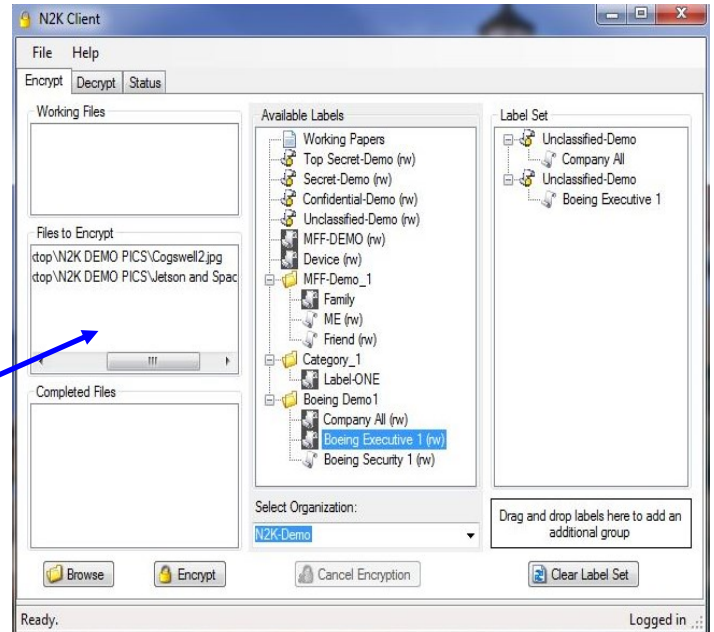 N2K Client
File Help
Encrypt Decrypt Status
Working Files
Files to Encrypt
ctop\N2K DEMO PICS\Cogswell2.jpg
ctop\N2K DEMO PICS\Jetson and Spac
Completed Files
Browse
Encrypt
Available Labels
Working Papers
Top Secret-Demo (rw)
Secret-Demo (rw)
Confidential-Demo (rw)
Unclassified-Demo (rw)
MFF-DEMO (rw)
Device (rw)
MFF-Demo_1
Family
ME (rw)
Friend (rw)
Category_1
Label-ONE
Boeing Demo1
Company All (rw)
Boeing Executive 1 (rw)
Boeing Security 1 (rw)
Select Organization:
N2K-Demo
Cancel Encryption
Label Set
Unclassified-Demo
Company All
Unclassified-Demo
Boeing Executive 1
Drag and drop labels here to add an
additional group
Clear Label Set
Ready.
Logged in